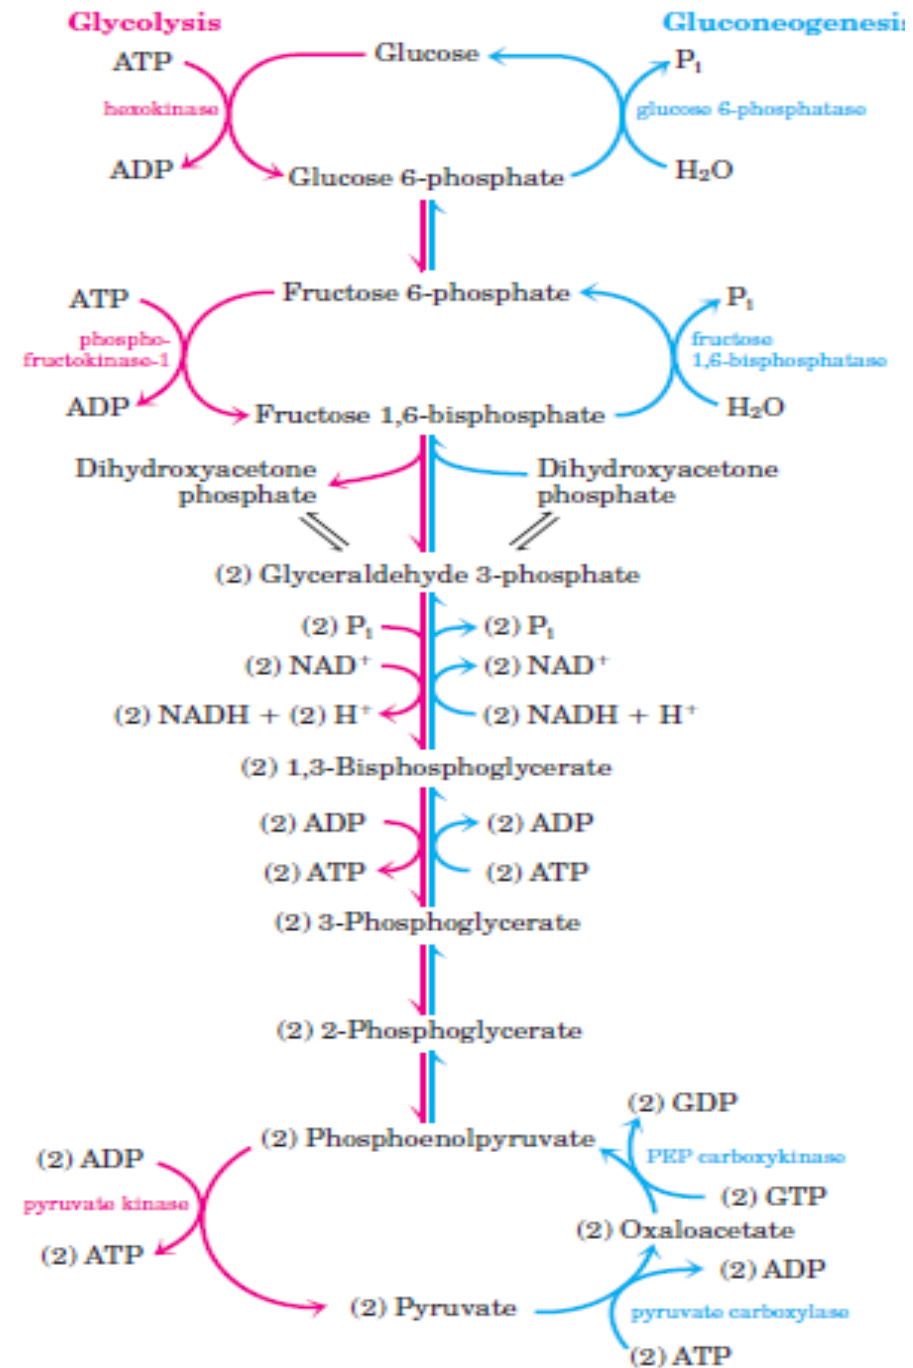 Glycolysis
Gluconeogenesis
ATP
Glucose
Pi
hexokinase
glucose 6-phosphatase
ADP
Glucose 6-phosphate
H₂O
ATP
Fructose 6-phosphate
Pi
phospho-
fructokinase-1
fructose
1,6-bisphosphatase
ADP
Fructose 1,6-bisphosphate
H₂O
Dihydroxyacetone
phosphate
Dihydroxyacetone
phosphate
(2) Glyceraldehyde 3-phosphate
(2) Pi
(2) Pi
(2) NAD⁺
(2) NAD⁺
(2) NADH + (2) H⁺
(2) NADH + H⁺
(2) 1,3-Bisphosphoglycerate
(2) ADP
(2) ADP
(2) ATP
(2) ATP
(2) 3-Phosphoglycerate
(2) 2-Phosphoglycerate
(2) GDP
(2) Phosphoenolpyruvate
(2) ADP
PEP carboxykinase
pyruvate kinase
(2) GTP
(2) Oxaloacetate
(2) ATP
(2) ADP
(2) Pyruvate
pyruvate carboxylase
(2) ATP